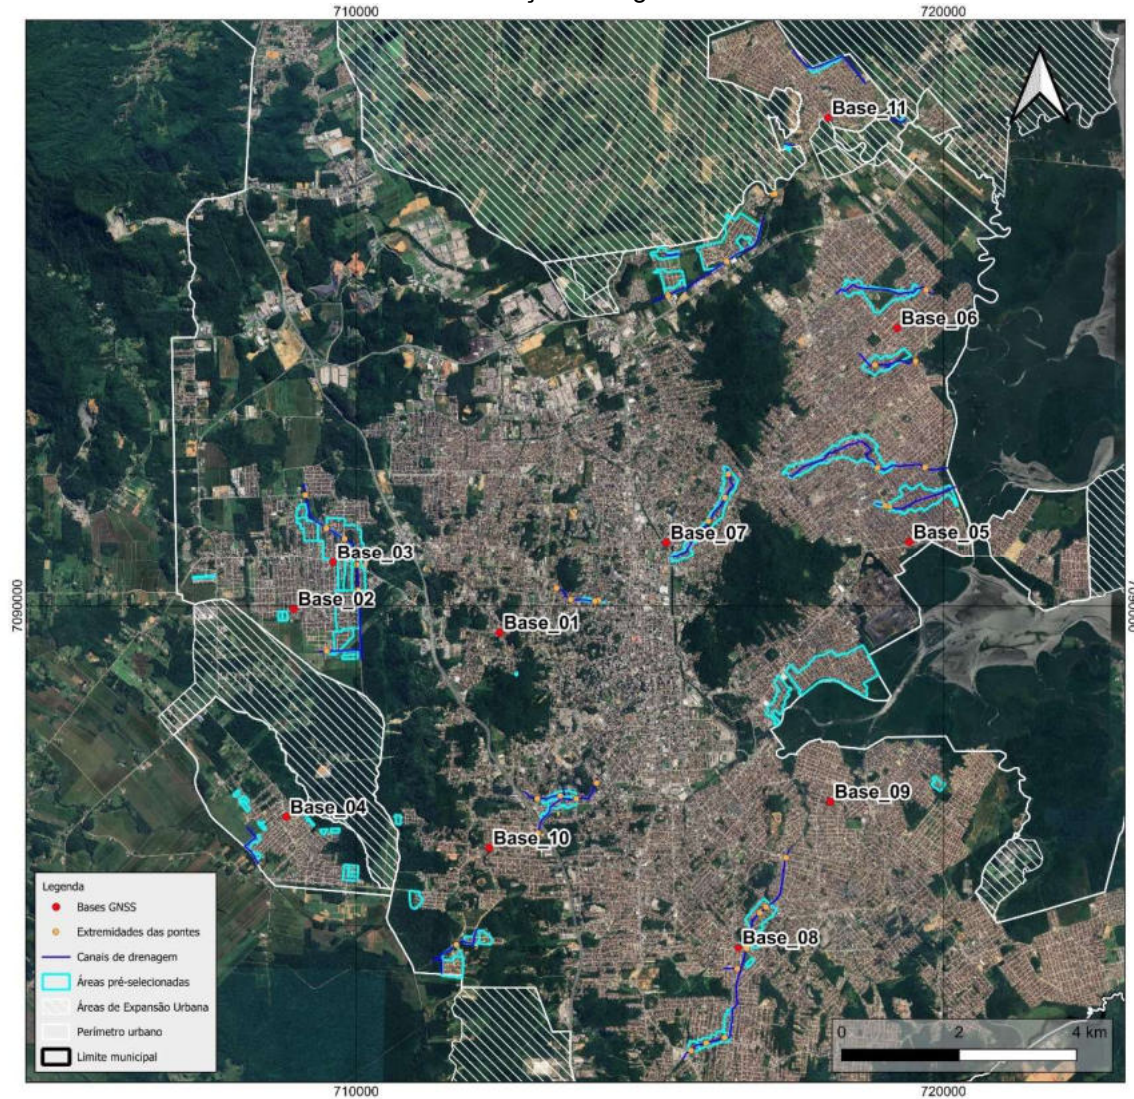 710000
720000
Base_11
Base_06
Base_07
Base_05
Base_03
Base_02
Base_01
7090000
7090000
Base_04
Base_09
Base_10
Base_08
Legenda
Bases GNSS
Extremidades das pontes
Canais de drenagem
Áreas pré-selecionadas
Áreas de Expansão Urbana
Perímetro urbano
Limite municipal
0 2 4 km
710000
720000